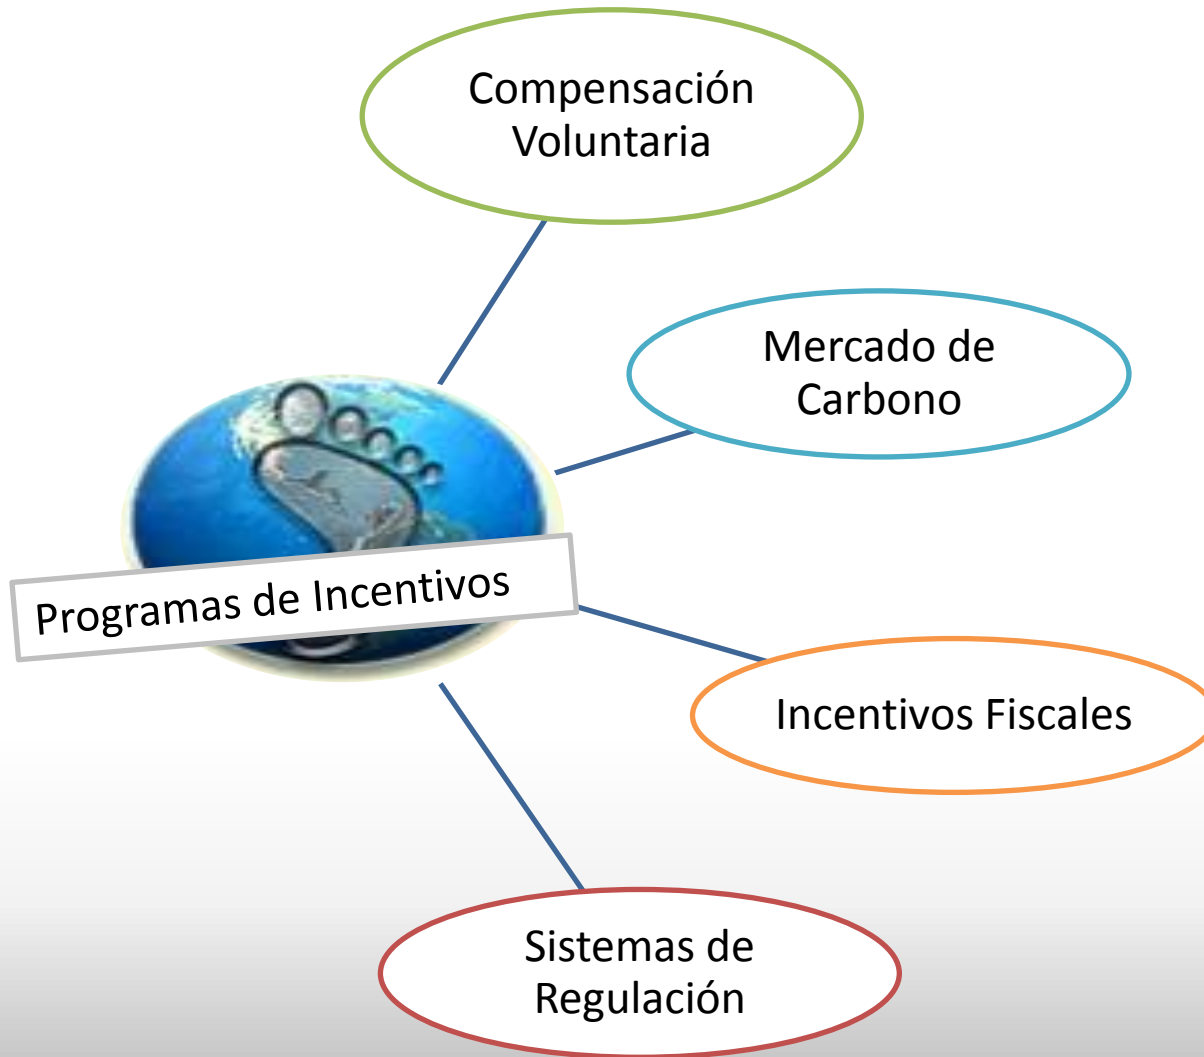 Compensación
Voluntaria
Mercado de
Carbono
Programas de Incentivos
Incentivos Fiscales
Sistemas de
Regulación